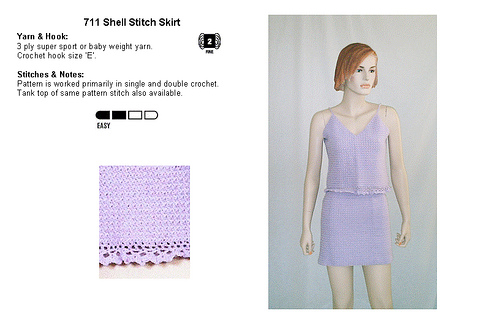 711 Shell Stitch Skirt
Yarn & Hook:
3 ply super sport or baby weight yarn.
Crochet hook size 'E'.
2
FINE
Stitches & Notes:
Pattern is worked primarily in single and double crochet.
Tank top of same pattern stitch also available.
EASY